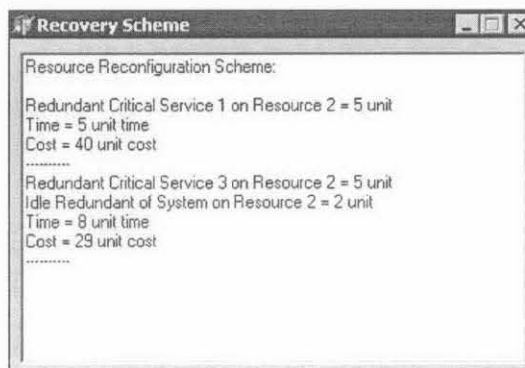 Recovery Scheme
Resource Reconfiguration Scheme:
Redundant Critical Service 1 on Resource 2 = 5 unit
Time = 5 unit time
Cost = 40 unit cost
----------
Redundant Critical Service 3 on Resource 2 = 5 unit
Idle Redundant of System on Resource 2 = 2 unit
Time = 8 unit time
Cost = 29 unit cost
----------